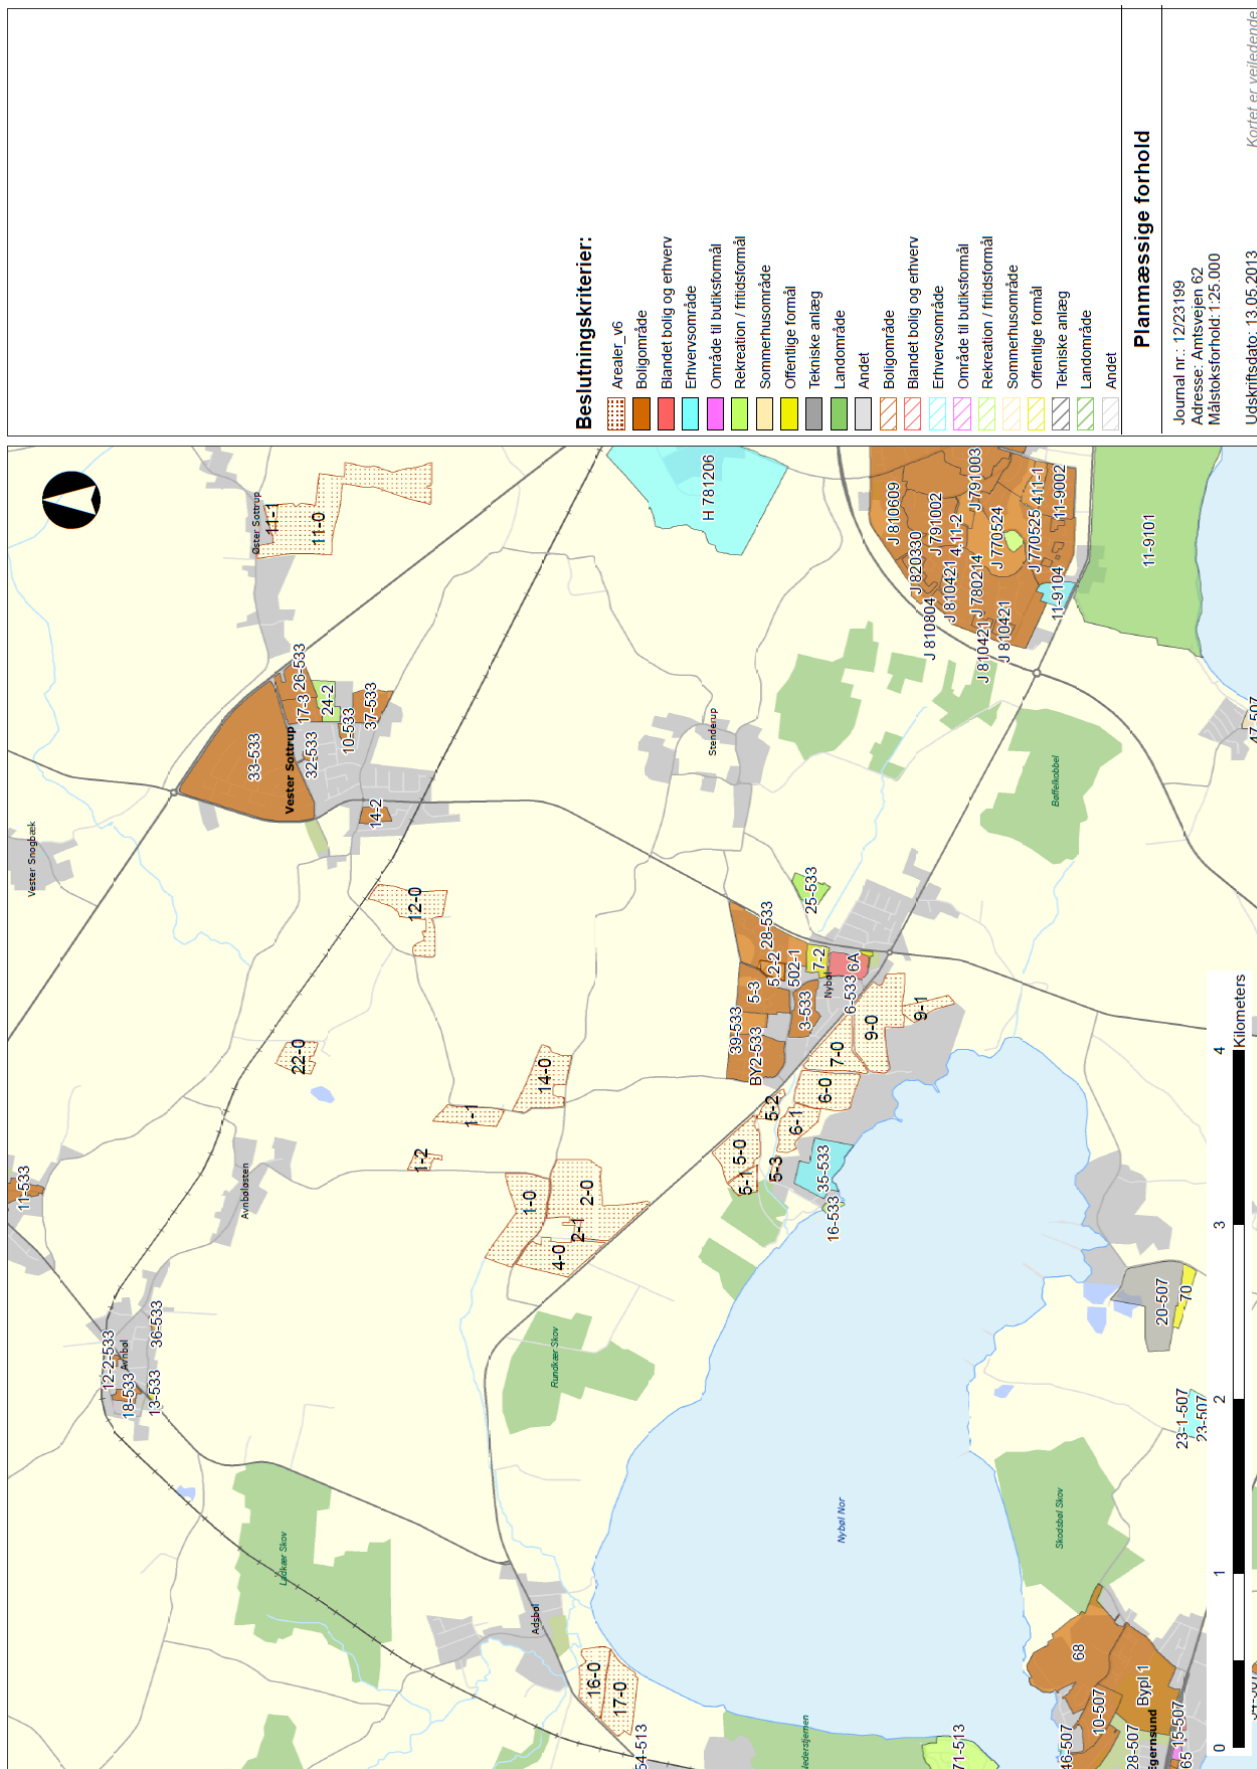 Beslutningskriterier:
Arealer_v6
Boligområde
Blandet bolig og erhverv
Erhvervsområde
Område til butiksformål
Rekreation / fritidsformål
Sommerhusområde
Offentlige formål
Tekniske anlæg
Landområde
Andet
Boligområde
Blandet bolig og erhverv
Erhvervsområde
Område til butiksformål
Rekreation / fritidsformål
Sommerhusområde
Offentlige formål
Tekniske anlæg
Landområde
Andet
Planmæssige forhold
Journal nr.: 12/23199
Adresse: Amtsvejen 62
Målstoksforhold:1:25.000
Udskriftsdato: 13.05.2013
Kortet er vejledende
11-533
12-2-533
Avnbøl
18-533
13-533
36-533
Avnbøløsten
Vester Snogbæk
33-533
Vester Sottrup
32-533
17-3
26-533
24-2
10-533
37-533
14-2
Øster Sottrup
11-1
11-0
Ladkær Skov
22-0
12-0
1-2
1-1
14-0
1-0
2-0
2-1
4-0
Rundkær Skov
Adsbøl
16-0
17-0
54-513
Stenderup
H 781206
39-533
BY2-533
5-3
5.2-2
28-533
502-1
3-533
7-2
Nybøl
6-533
6A
25-533
5-0
5-1
5-2
5-3
6-1
6-0
7-0
9-0
9-1
35-533
16-533
Nybøl Nor
Bøffelkobbel
J 810609
J 820330
J 791002
J 810804
J 810421
4.11-2
J 791003
J 780214
J 770524
J 810421
J 810421
J 770525
411-1
11-9002
11-9104
11-9101
47-507
20-507
70
23-1-507
23-507
Skodsbøl Skov
71-513
68
Bypl 1
10-507
46-507
28-507
Egernsund
15-507
0
1
2
3
4
Kilometers